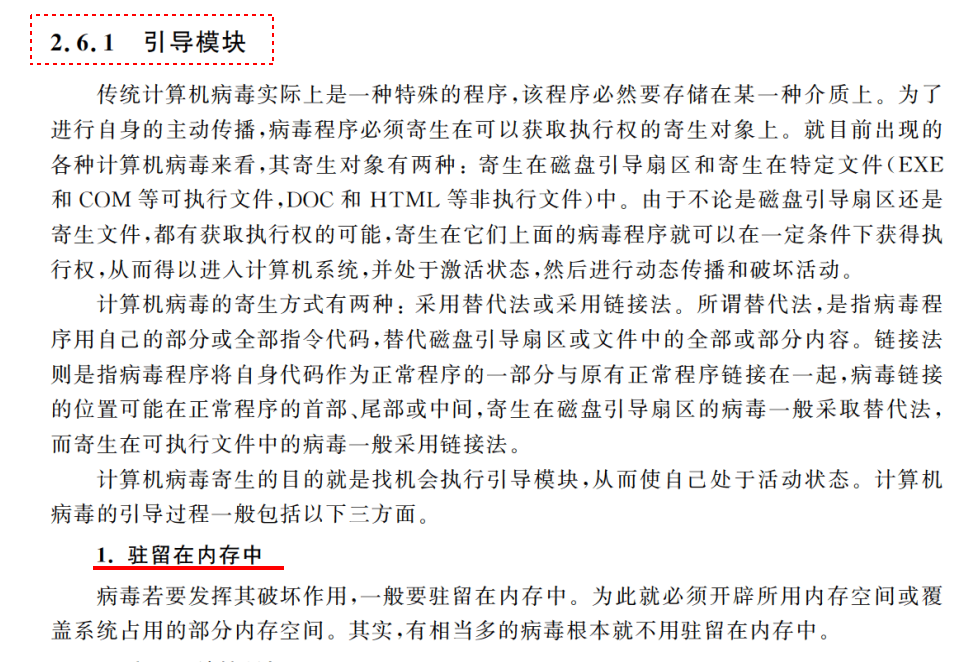 2.6.1 引导模块
传统计算机病毒实际上是一种特殊的程序,该程序必然要存储在某一种介质上。为了
进行自身的主动传播,病毒程序必须寄生在可以获取执行权的寄生对象上。就目前出现的
各种计算机病毒来看,其寄生对象有两种:寄生在磁盘引导扇区和寄生在特定文件(EXE
和 COM 等可执行文件,DOC 和 HTML 等非执行文件)中。由于不论是磁盘引导扇区还是
寄生文件,都有获取执行权的可能,寄生在它们上面的病毒程序就可以在一定条件下获得执
行权,从而得以进入计算机系统,并处于激活状态,然后进行动态传播和破坏活动。
计算机病毒的寄生方式有两种:采用替代法或采用链接法。所谓替代法,是指病毒程
序用自己的部分或全部指令代码,替代磁盘引导扇区或文件中的全部或部分内容。链接法
则是指病毒程序将自身代码作为正常程序的一部分与原有正常程序链接在一起,病毒链接
的位置可能在正常程序的首部、尾部或中间,寄生在磁盘引导扇区的病毒一般采取替代法,
而寄生在可执行文件中的病毒一般采用链接法。
计算机病毒寄生的目的就是找机会执行引导模块,从而使自己处于活动状态。计算机
病毒的引导过程一般包括以下三方面。
1. 驻留在内存中
病毒若要发挥其破坏作用,一般要驻留在内存中。为此就必须开辟所用内存空间或覆
盖系统占用的部分内存空间。其实,有相当多的病毒根本就不用驻留在内存中。